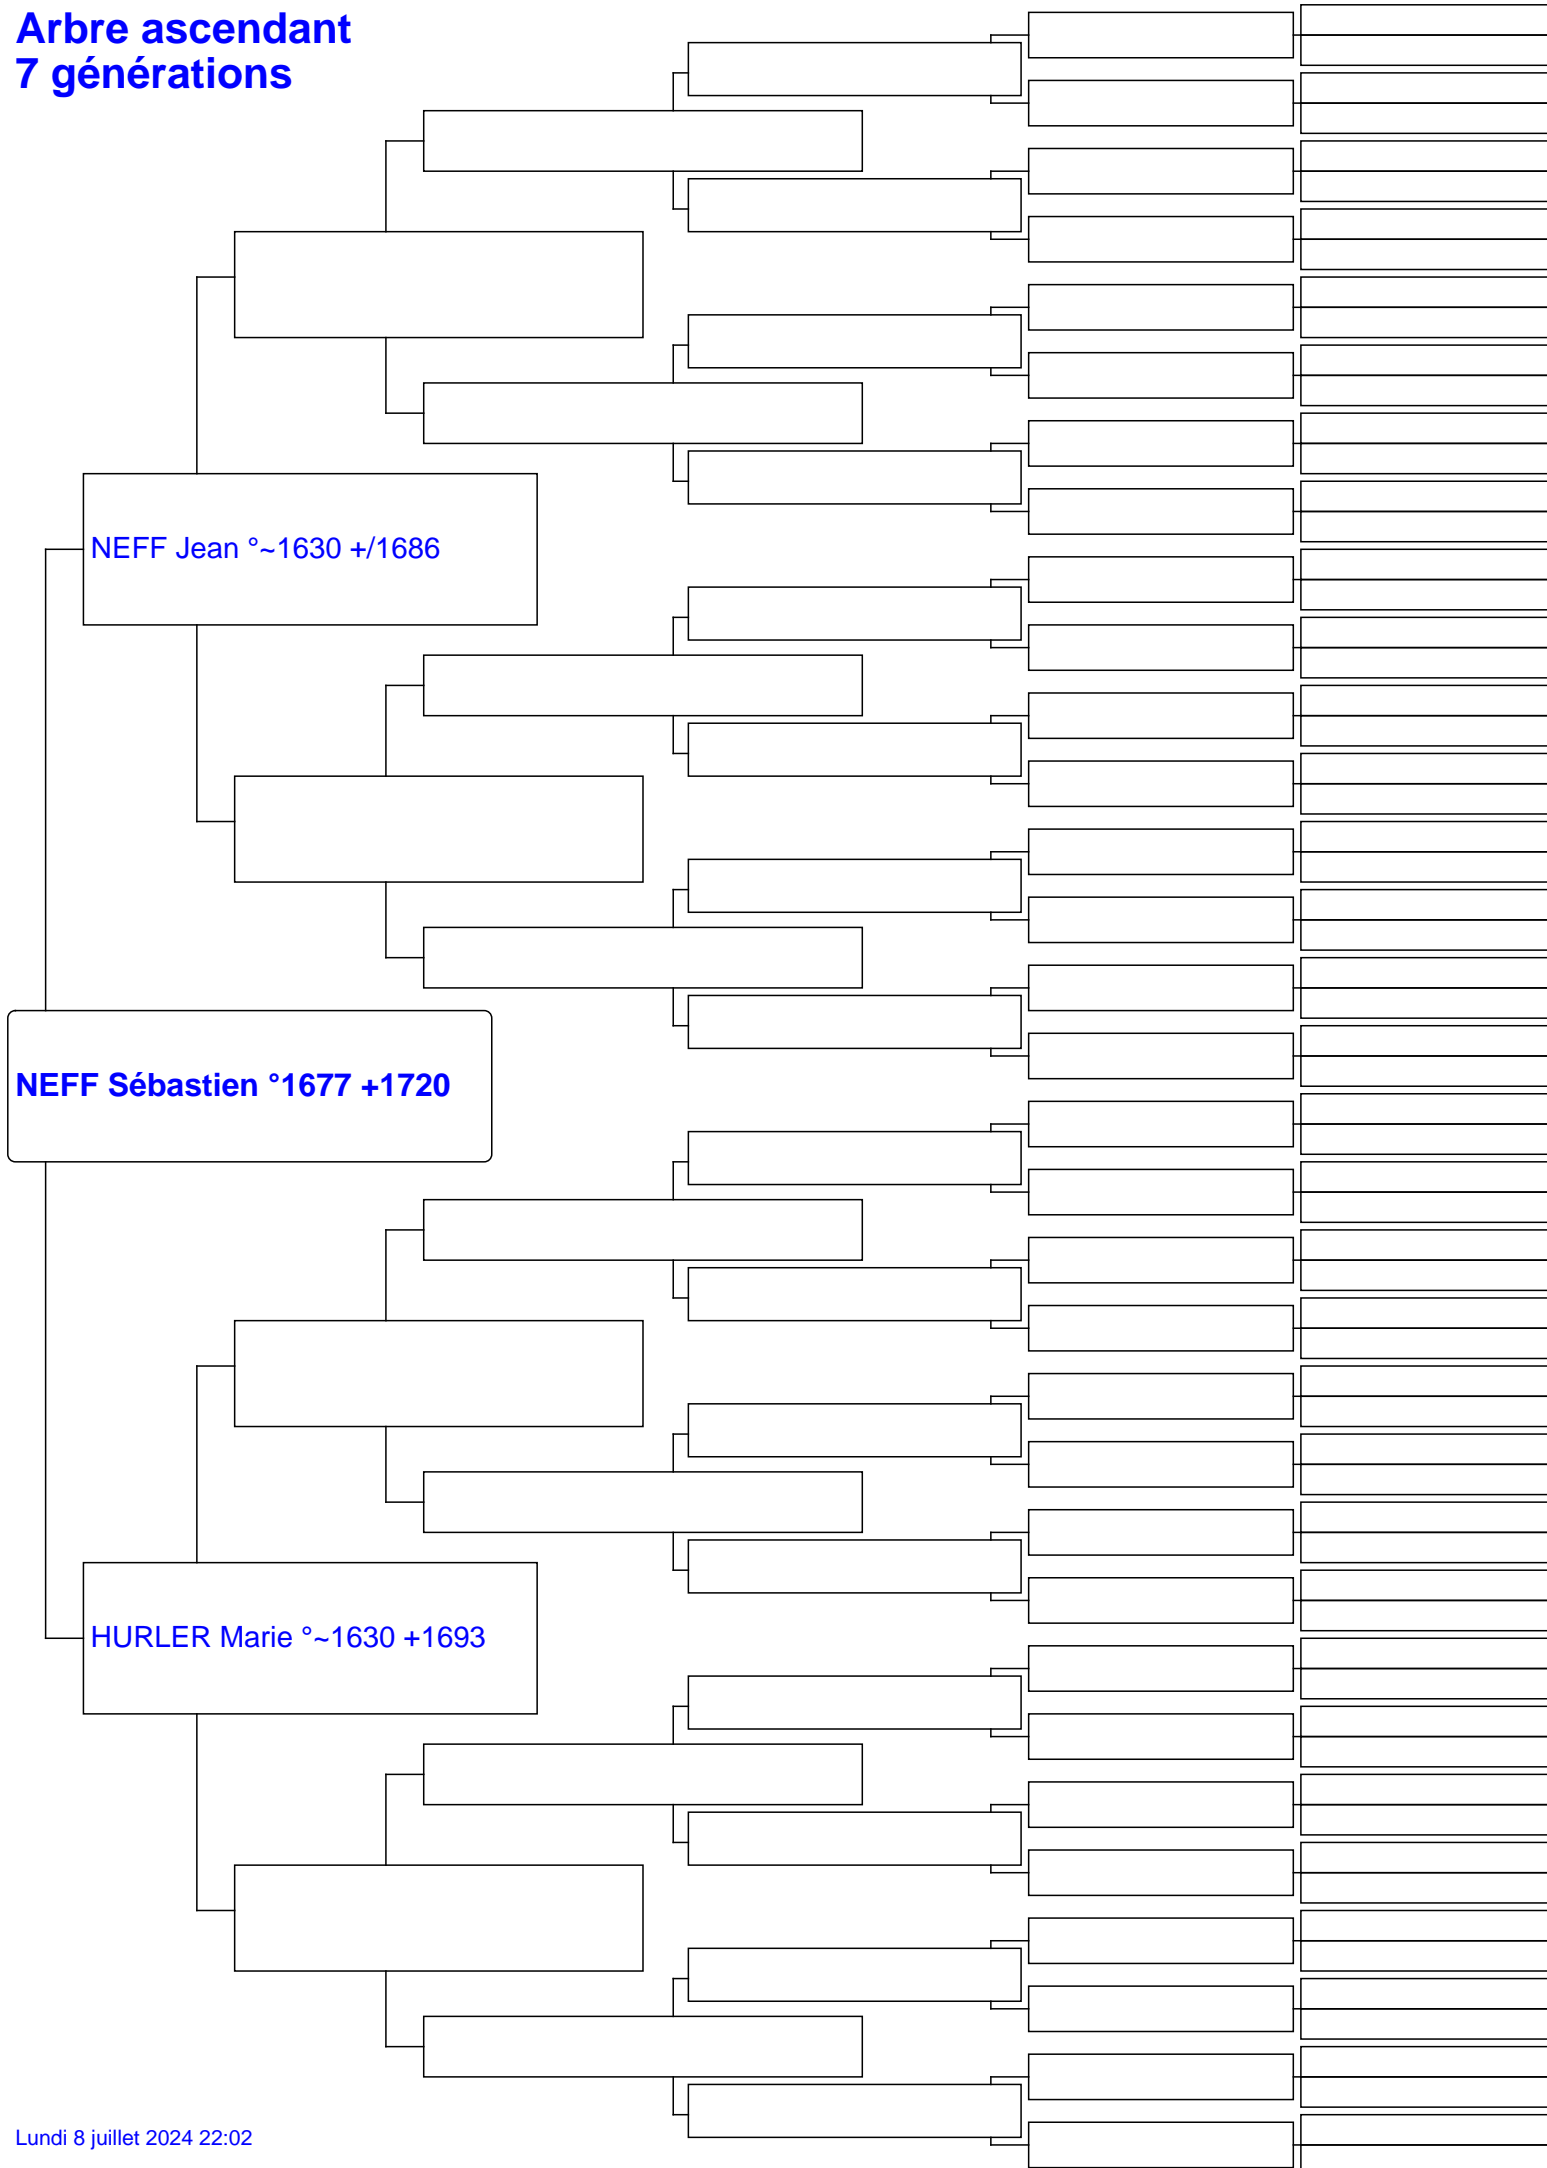 Arbre ascendant
7 générations
NEFF Jean °~1630 +/1686
NEFF Sébastien °1677 +1720
HURLER Marie °~1630 +1693
Lundi 8 juillet 2024 22:02